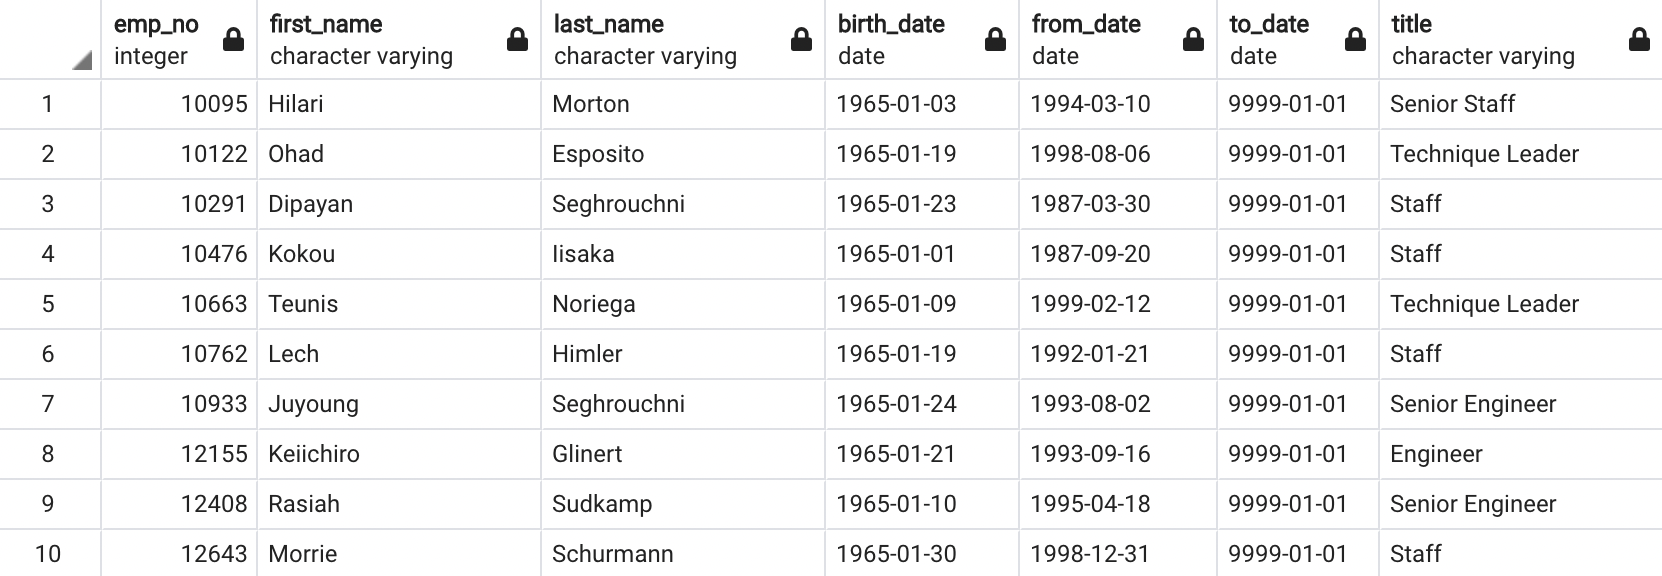 emp_no first_name last_name birth_date from_date to_date title
integer character varying character varying date date date character varying
1 10095 Hilari Morton 1965-01-03 1994-03-10 9999-01-01 Senior Staff
2 10122 Ohad Esposito 1965-01-19 1998-08-06 9999-01-01 Technique Leader
3 10291 Dipayan Seghrouchni 1965-01-23 1987-03-30 9999-01-01 Staff
4 10476 Kokou Iisaka 1965-01-01 1987-09-20 9999-01-01 Staff
5 10663 Teunis Noriega 1965-01-09 1999-02-12 9999-01-01 Technique Leader
6 10762 Lech Himler 1965-01-19 1992-01-21 9999-01-01 Staff
7 10933 Juyoung Seghrouchni 1965-01-24 1993-08-02 9999-01-01 Senior Engineer
8 12155 Keiichiro Glinert 1965-01-21 1993-09-16 9999-01-01 Engineer
9 12408 Rasiah Sudkamp 1965-01-10 1995-04-18 9999-01-01 Senior Engineer
10 12643 Morrie Schurmann 1965-01-30 1998-12-31 9999-01-01 Staff